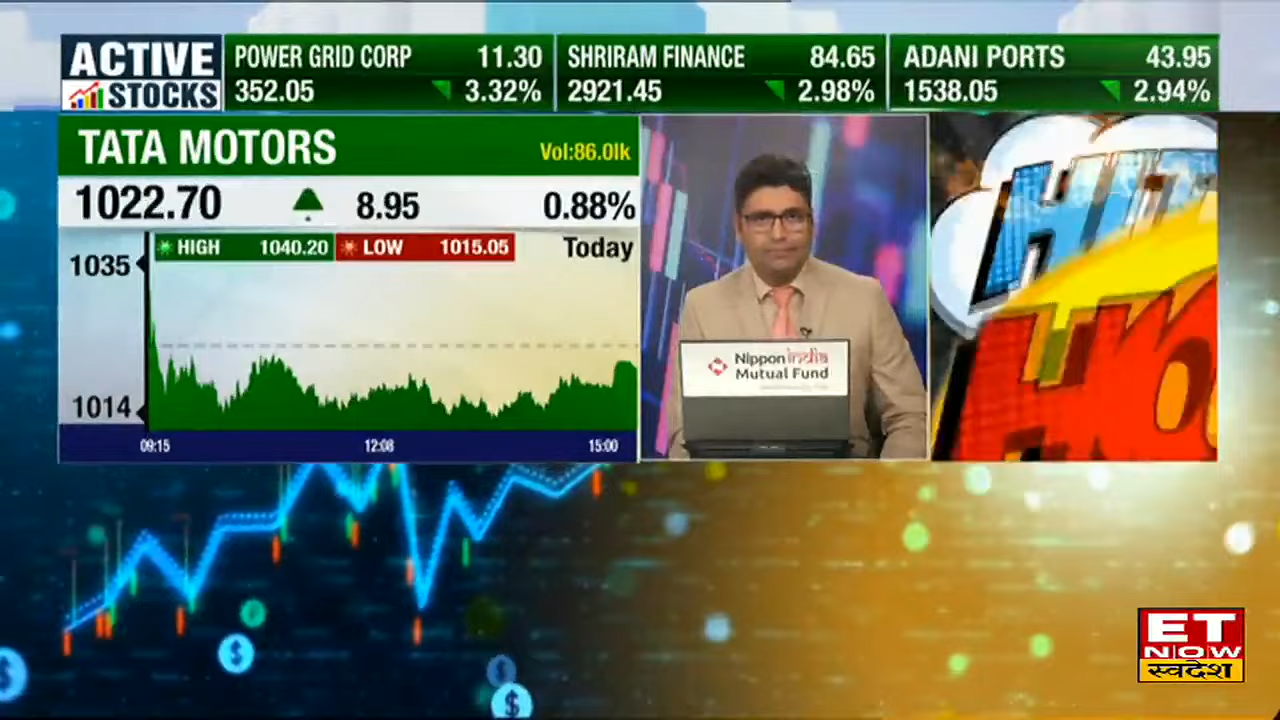 ACTIVE
STOCKS
POWER GRID CORP 11.30
352.05 3.32%
SHRIRAM FINANCE 84.65
2921.45 2.98%
ADANI PORTS 43.95
1538.05 2.94%
TATA MOTORS Vol:86.0lk
1022.70 8.95 0.88%
HIGH 1040.20 LOW 1015.05 Today
1035
1014
09:15 12:08 15:00
Nippon india
Mutual Fund
ET
NOW
स्वदेश